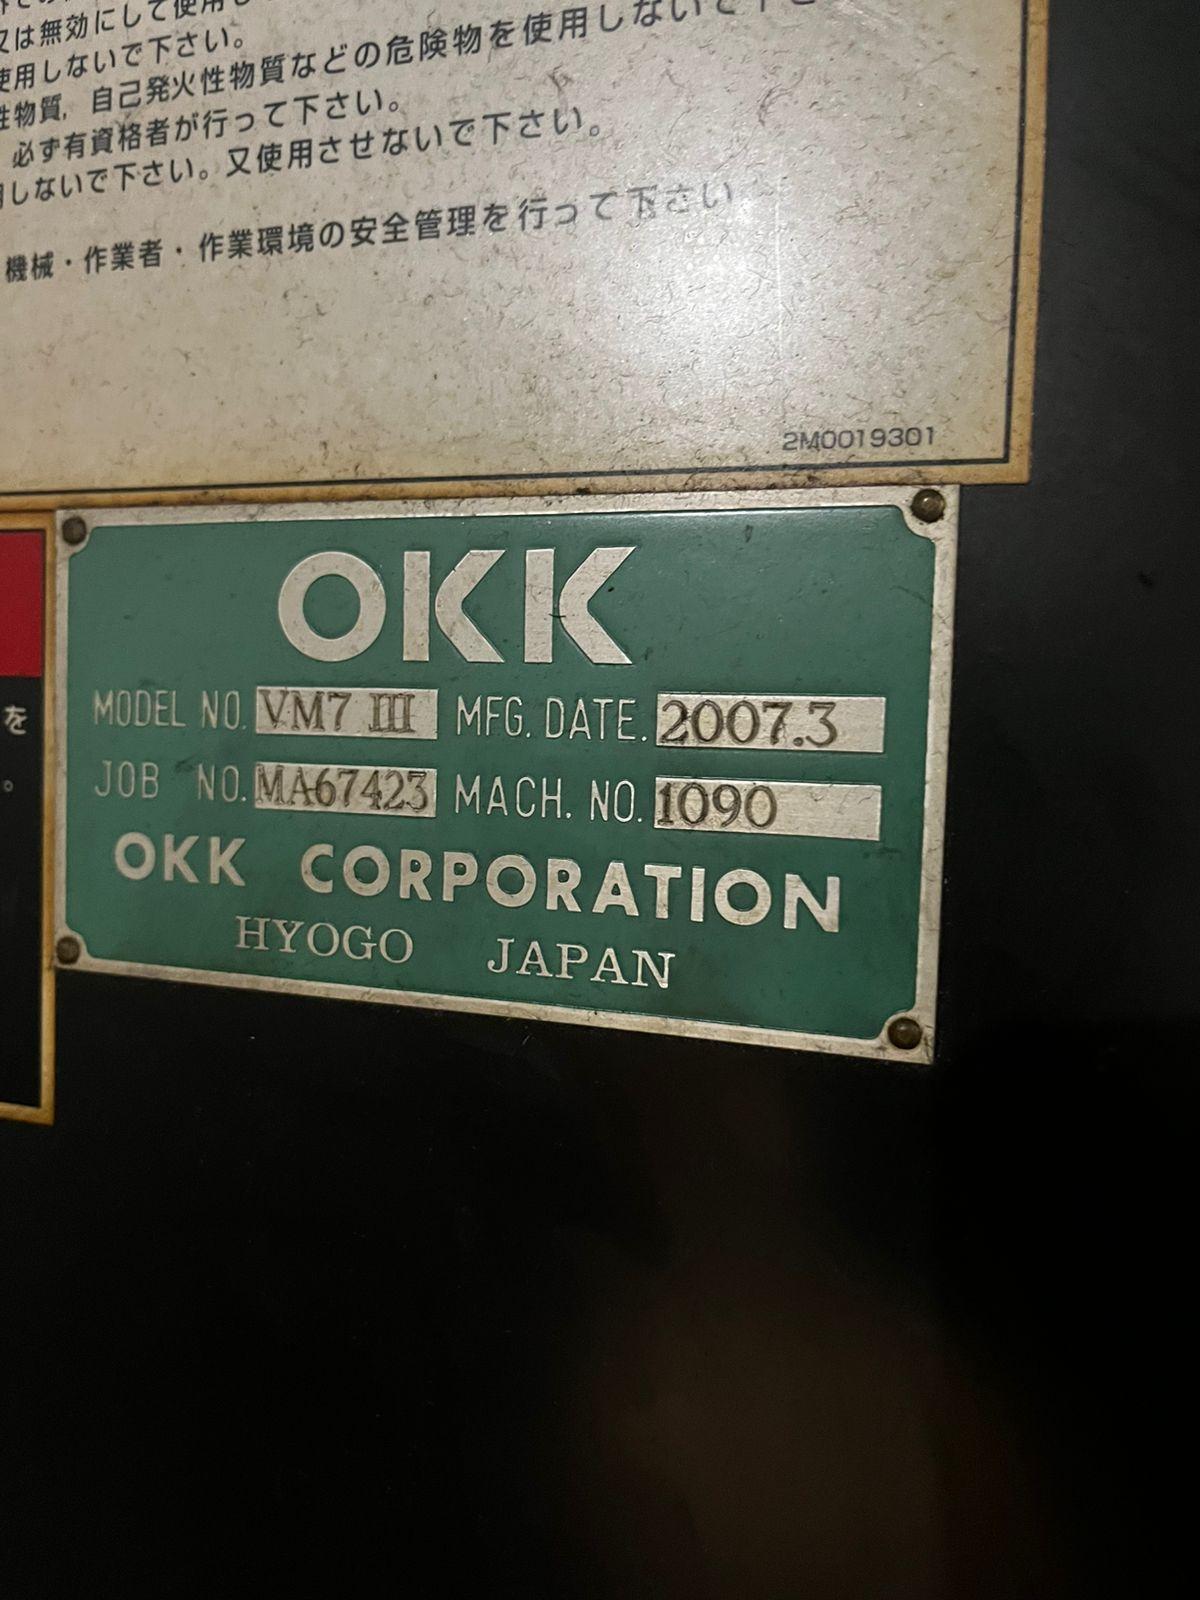 又は無効にして使用し
使用しないで下さい。
性物質，自己発火性物質などの危険物を使用しないで下さ
必ず有資格者が行って下さい。
しないで下さい。又使用させないで下さい。
機械・作業者・作業環境の安全管理を行って下さい
2M0019301
を
。
OKK
MODEL NO. VM7 III MFG. DATE. 2007.3
JOB NO. MA67423 MACH. NO. 1090
OKK CORPORATION
HYOGO JAPAN